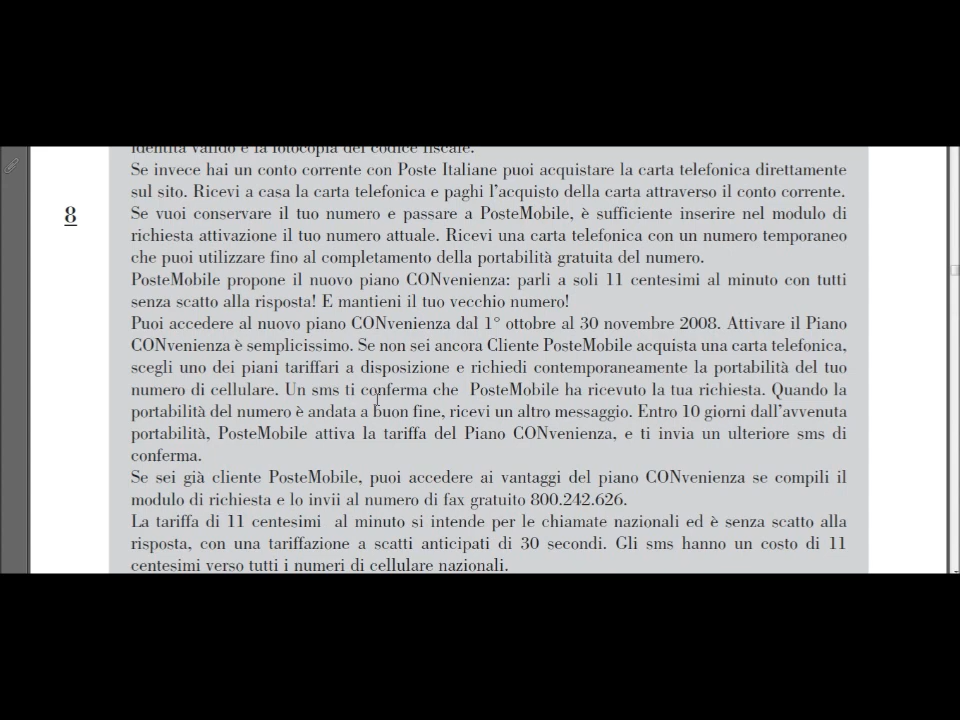 identità valido e la fotocopia del codice fiscale.
Se invece hai un conto corrente con Poste Italiane puoi acquistare la carta telefonica direttamente
sul sito. Ricevi a casa la carta telefonica e paghi l'acquisto della carta attraverso il conto corrente.
8
Se vuoi conservare il tuo numero e passare a PosteMobile, è sufficiente inserire nel modulo di
richiesta attivazione il tuo numero attuale. Ricevi una carta telefonica con un numero temporaneo
che puoi utilizzare fino al completamento della portabilità gratuita del numero.
PosteMobile propone il nuovo piano CONvenienza: parli a soli 11 centesimi al minuto con tutti
senza scatto alla risposta! E mantieni il tuo vecchio numero!
Puoi accedere al nuovo piano CONvenienza dal 1° ottobre al 30 novembre 2008. Attivare il Piano
CONvenienza è semplicissimo. Se non sei ancora Cliente PosteMobile acquista una carta telefonica,
scegli uno dei piani tariffari a disposizione e richiedi contemporaneamente la portabilità del tuo
numero di cellulare. Un sms ti conferma che PosteMobile ha ricevuto la tua richiesta. Quando la
portabilità del numero è andata a buon fine, ricevi un altro messaggio. Entro 10 giorni dall'avvenuta
portabilità, PosteMobile attiva la tariffa del Piano CONvenienza, e ti invia un ulteriore sms di
conferma.
Se sei già cliente PosteMobile, puoi accedere ai vantaggi del piano CONvenienza se compili il
modulo di richiesta e lo invii al numero di fax gratuito 800.242.626.
La tariffa di 11 centesimi al minuto si intende per le chiamate nazionali ed è senza scatto alla
risposta, con una tariffazione a scatti anticipati di 30 secondi. Gli sms hanno un costo di 11
centesimi verso tutti i numeri di cellulare nazionali.